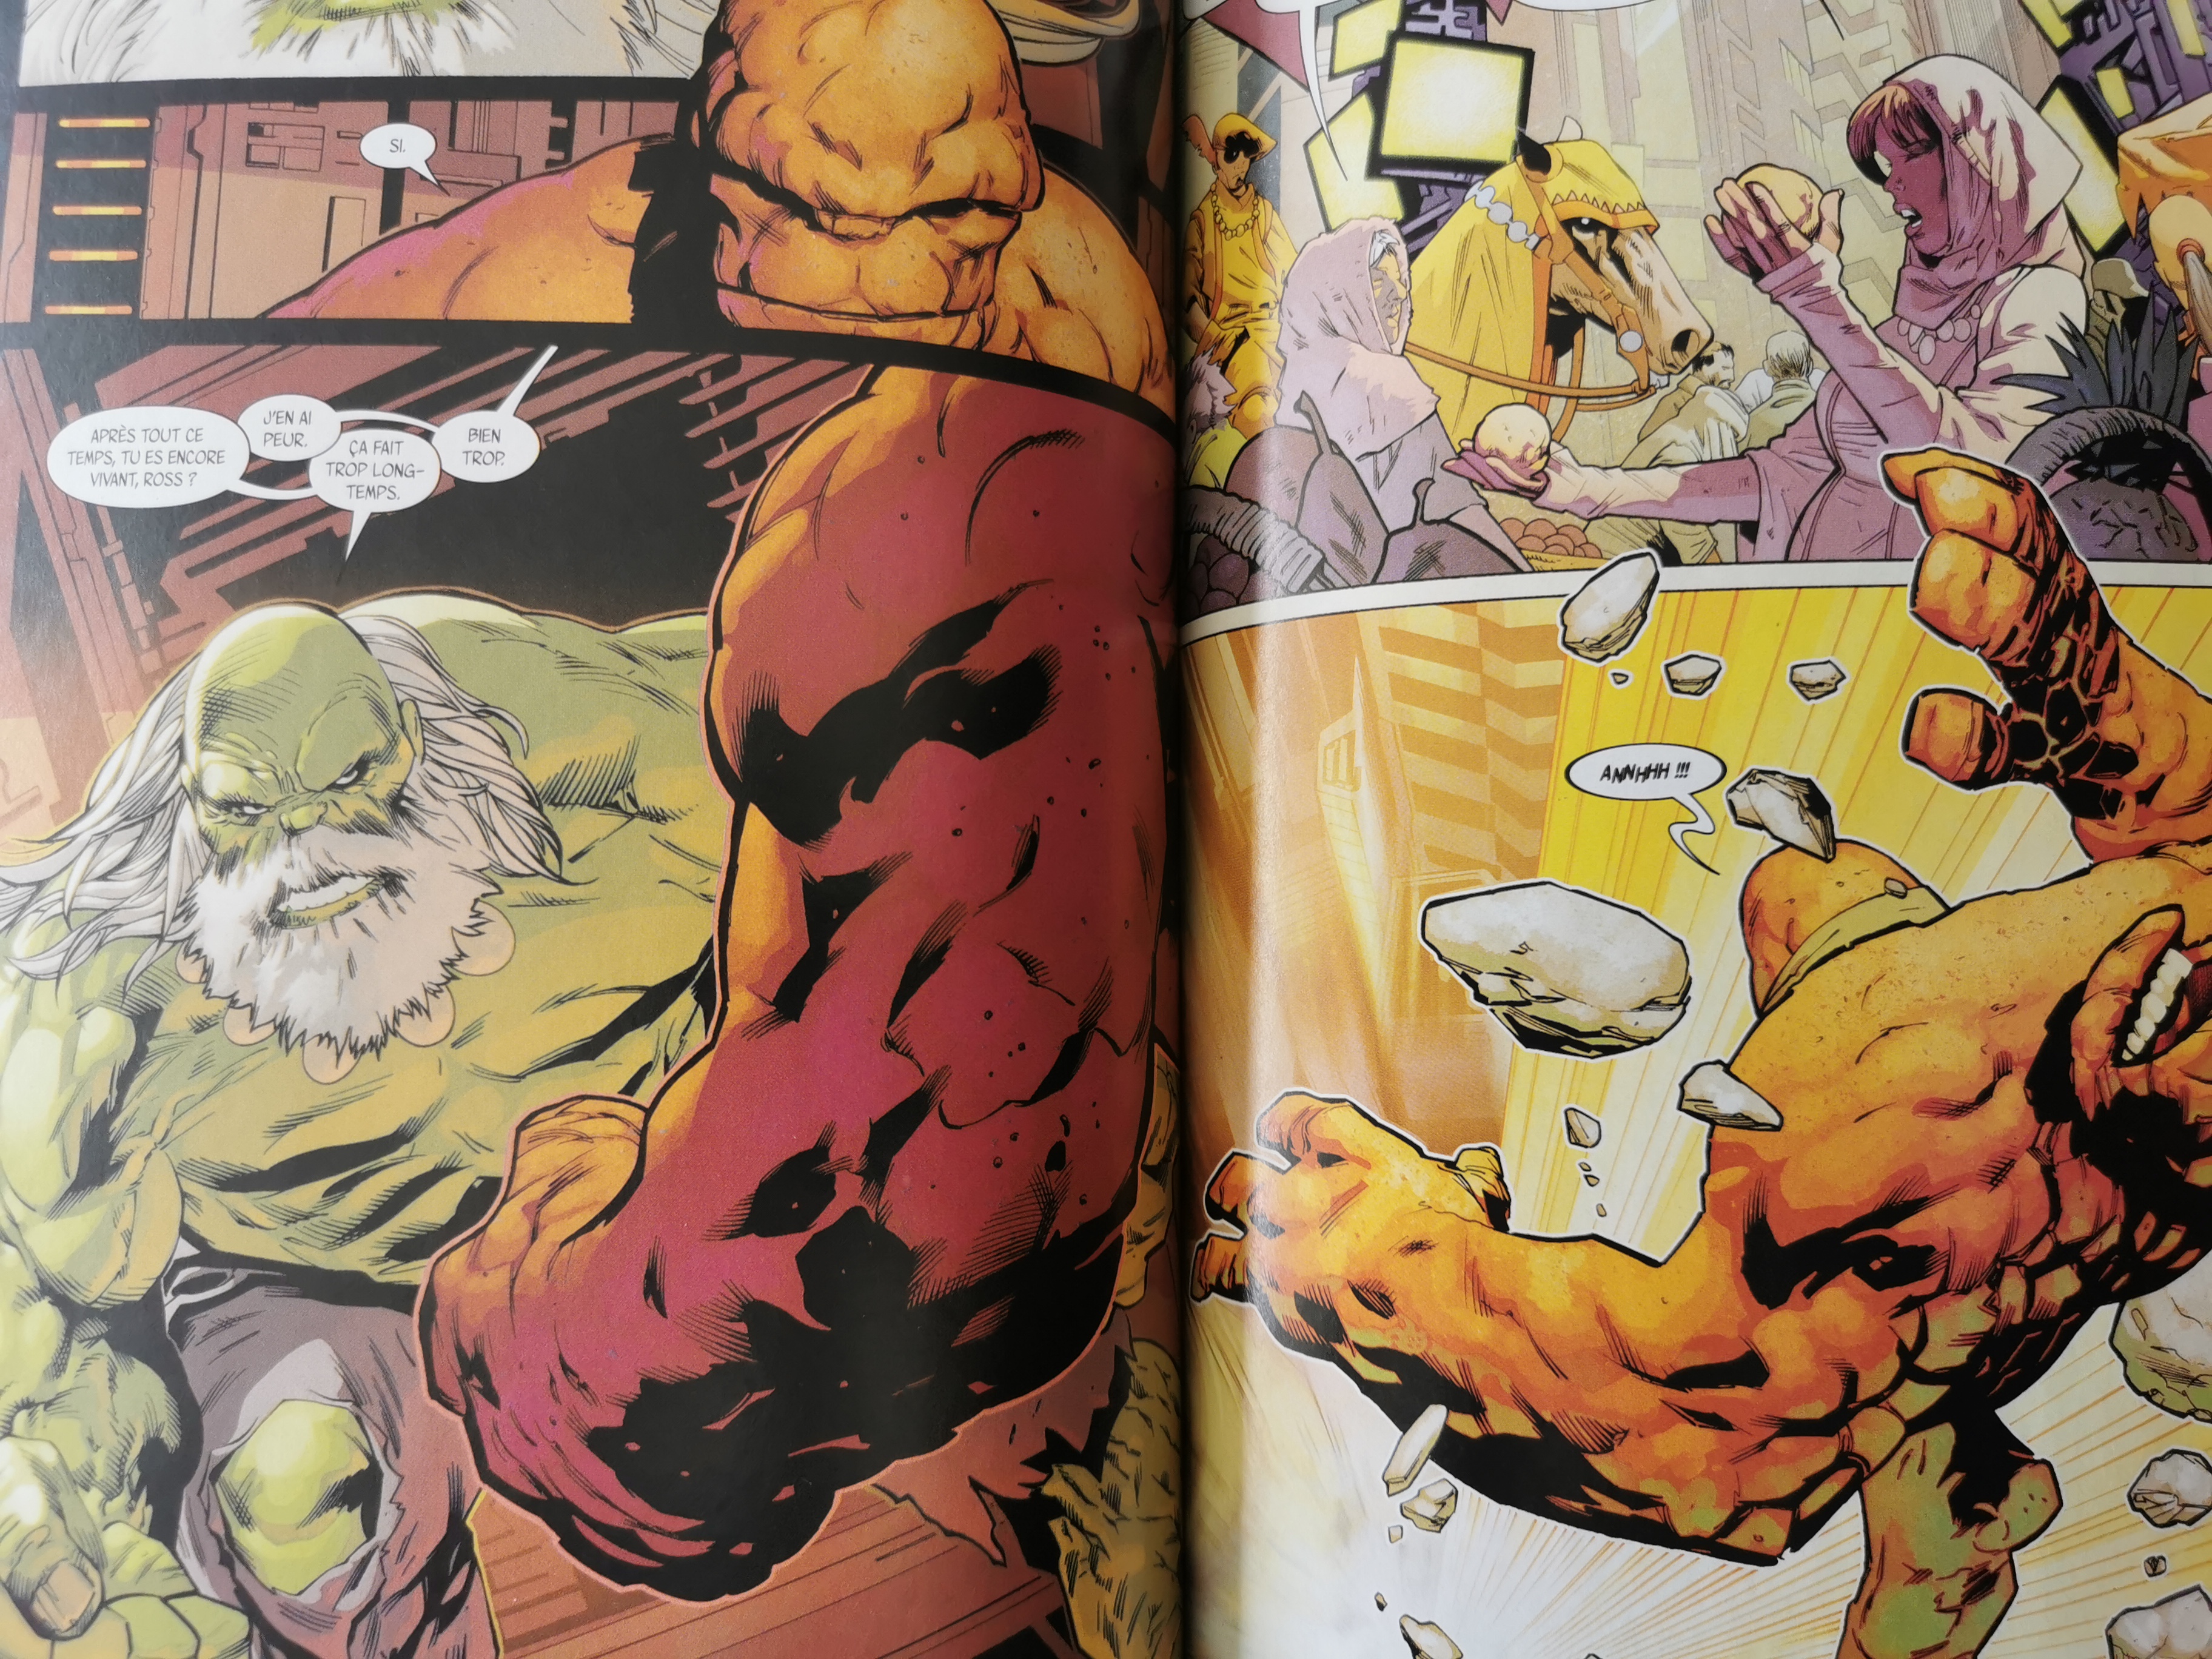 SI.
APRÈS TOUT CE
TEMPS, TU ES ENCORE
VIVANT, ROSS ?
J'EN AI
PEUR.
ÇA FAIT
TROP LONG-
TEMPS.
BIEN
TROP.
ANNHHH !!!